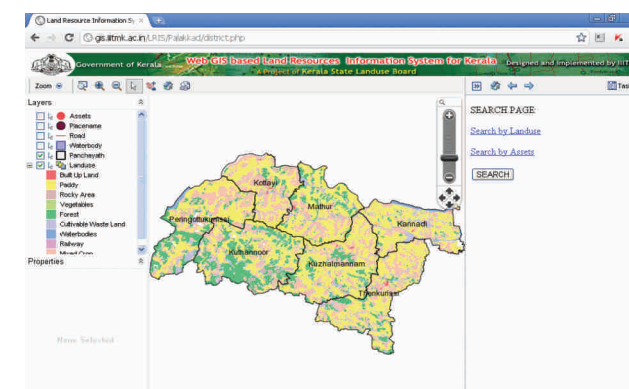 Land Resource Information Sy
gis.iiitmk.ac.in/LRIS/Palakkad/district.php
Government of Kerala
Web GIS based Land Resources Information System for Kerala
A Project of Kerala State Landuse Board
Designed and Implemented by IIIT
Zoom
Tas
Layers
Assets
Placename
Road
Waterbody
Panchayath
Landuse
Built Up Land
Paddy
Rocky Area
Vegetables
Forest
Cultivable Waste Land
Waterbodies
Railway
Mixed Crop
Properties
None Selected
Kottayi
Mathur
Peringottukurissi
Kannadi
Kuthannoor
Kuzhalmannam
Thenkurissi
SEARCH PAGE
Search by Landuse
Search by Assets
SEARCH